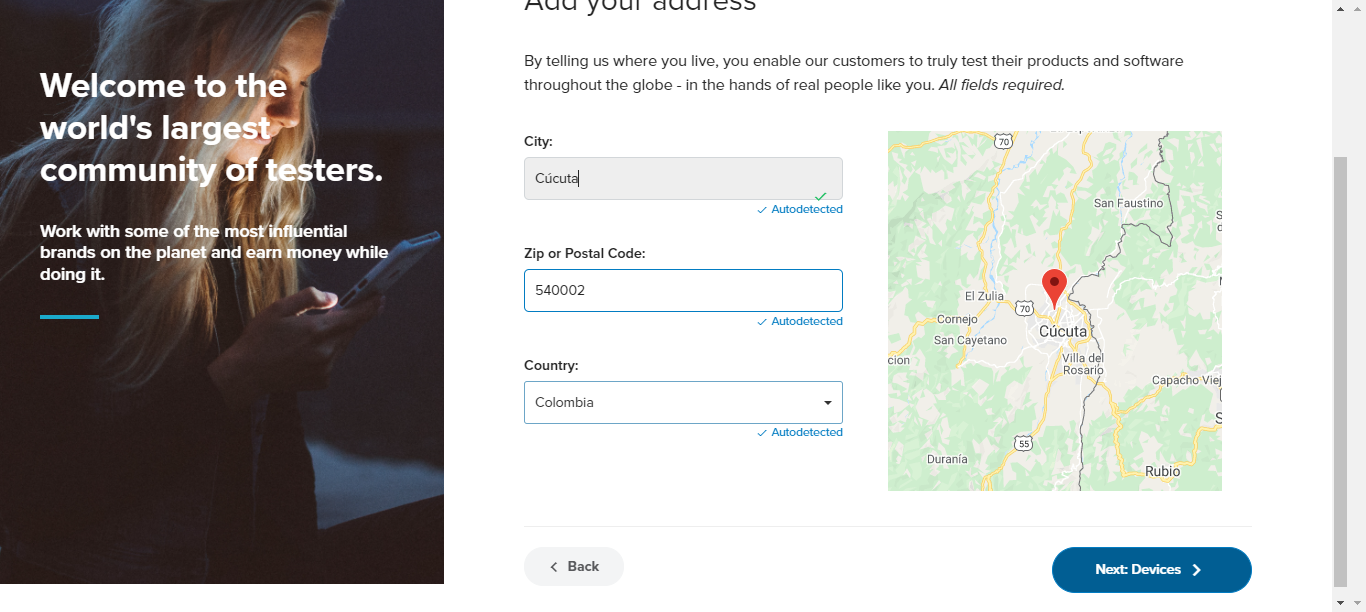 Add your address
Welcome to the
world's largest
community of testers.
Work with some of the most influential
brands on the planet and earn money while
doing it.
By telling us where you live, you enable our customers to truly test their products and software
throughout the globe - in the hands of real people like you. All fields required.
City:
Cúcuta
Autodetected
Zip or Postal Code:
540002
Autodetected
Country:
Colombia
Autodetected
70
San Faustino
El Zulia
70
Cornejo
Cúcuta
San Cayetano
Villa del
Rosario
cion
Capacho Viej
55
Duranía
Rubio
Back
Next: Devices